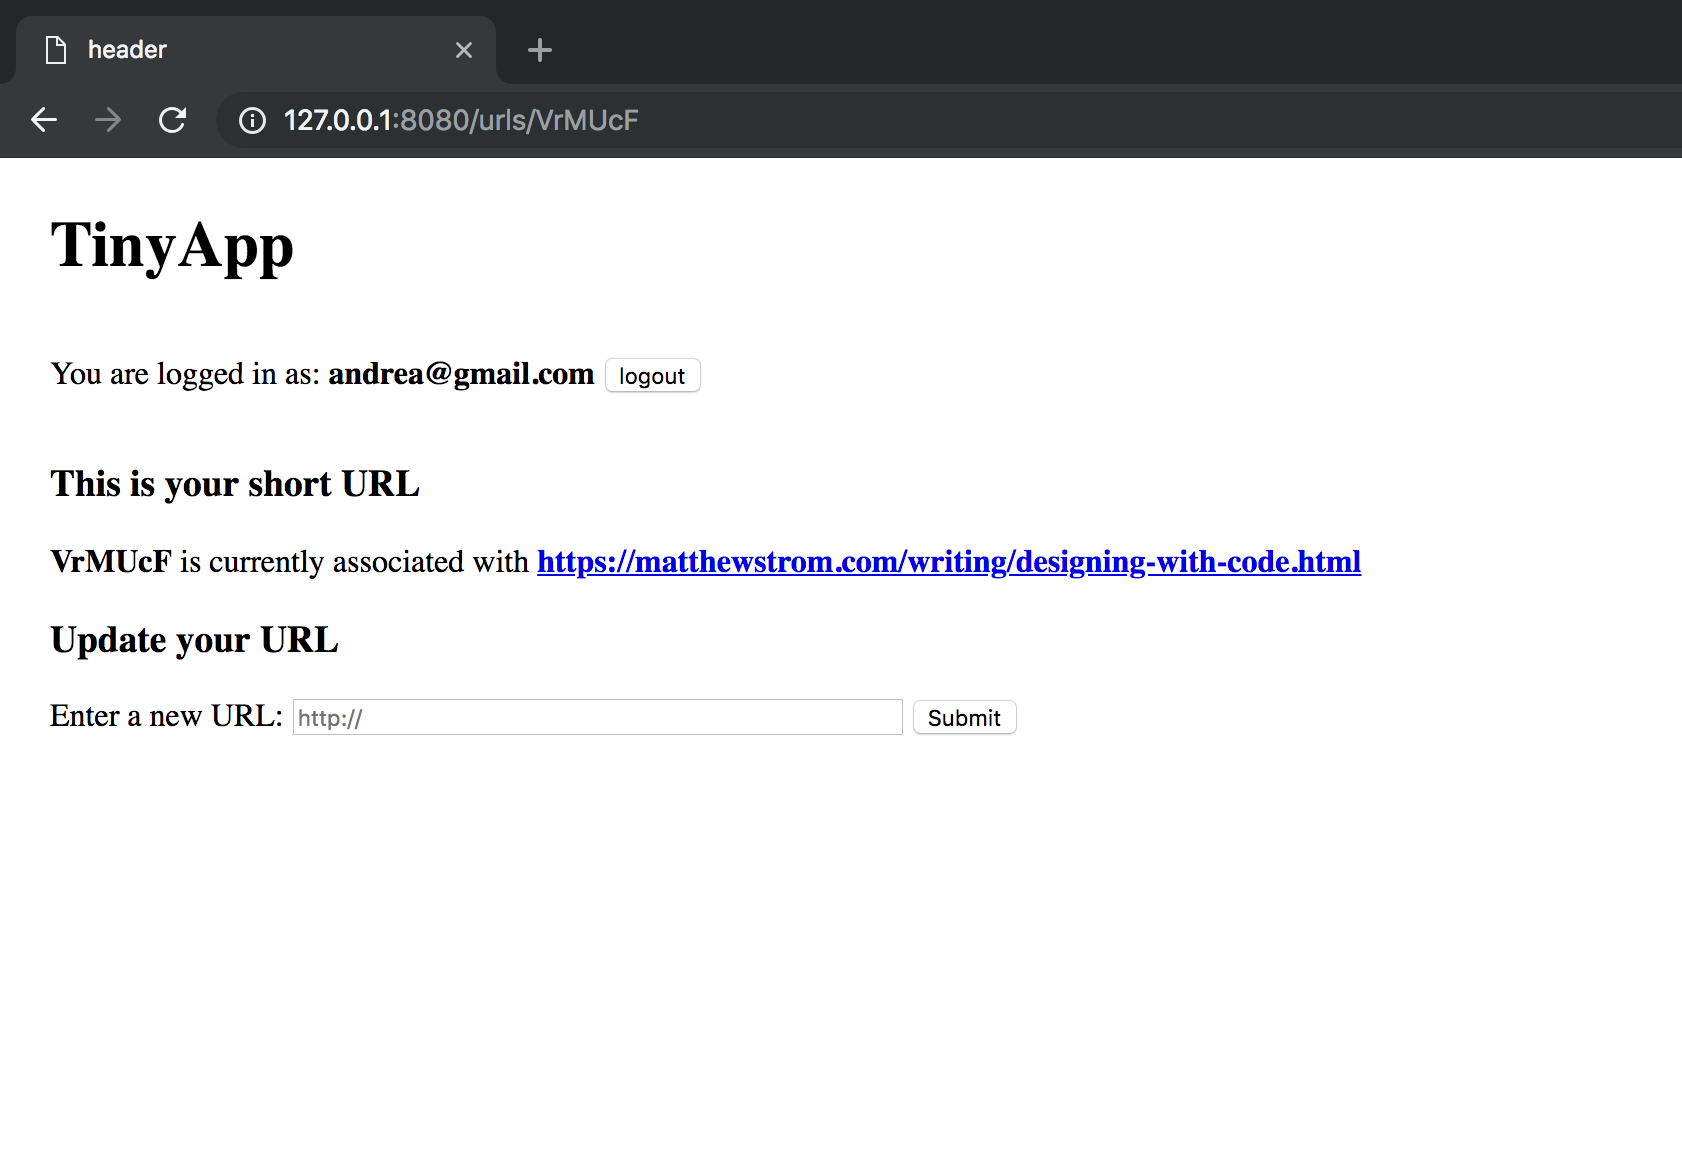 header
127.0.0.1:8080/urls/VrMUcF
TinyApp
You are logged in as: andrea@gmail.com logout
This is your short URL
VrMUcF is currently associated with https://matthewstrom.com/writing/designing-with-code.html
Update your URL
Enter a new URL: http:// Submit